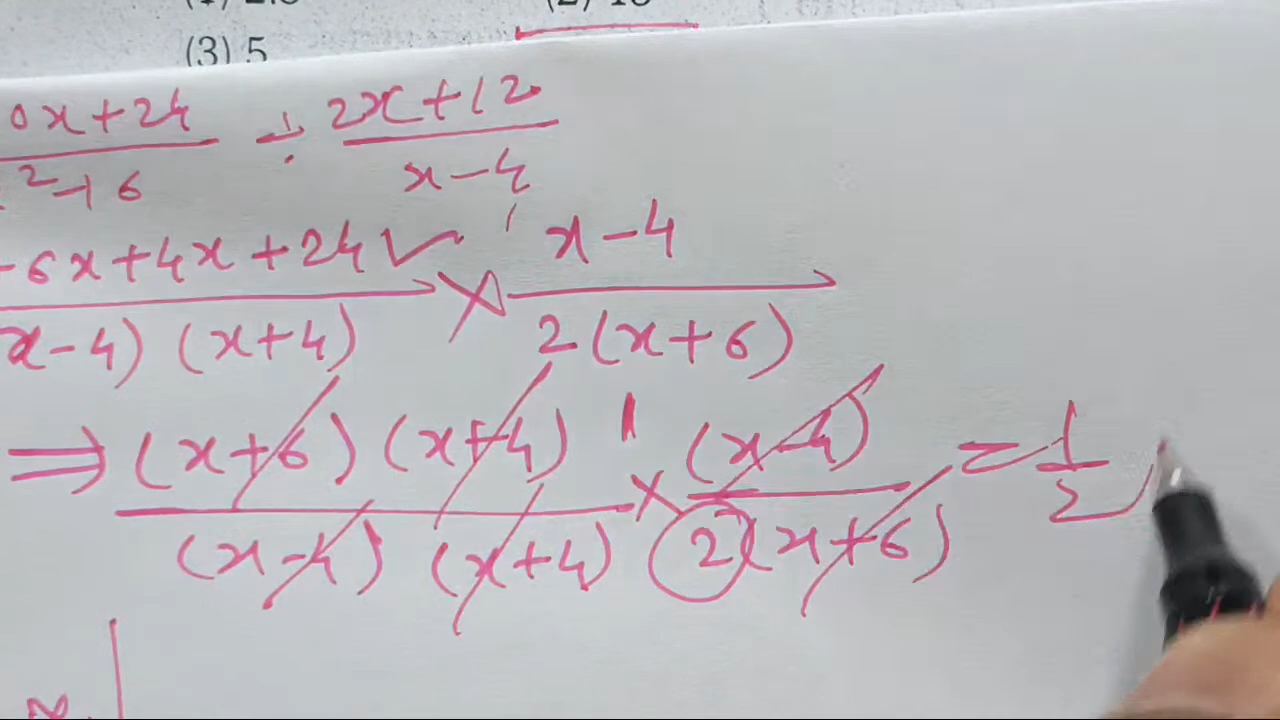 (3) 5
0x+24 ÷ 2x+12
²-16 x-4
-6x+4x+24 × x-4
x-4) (x+4) 2(x+6)
⇒ (x+6) (x+4) 1 × (x-4) = 1
(x-4) (x+4) 2(x+6) 2
x